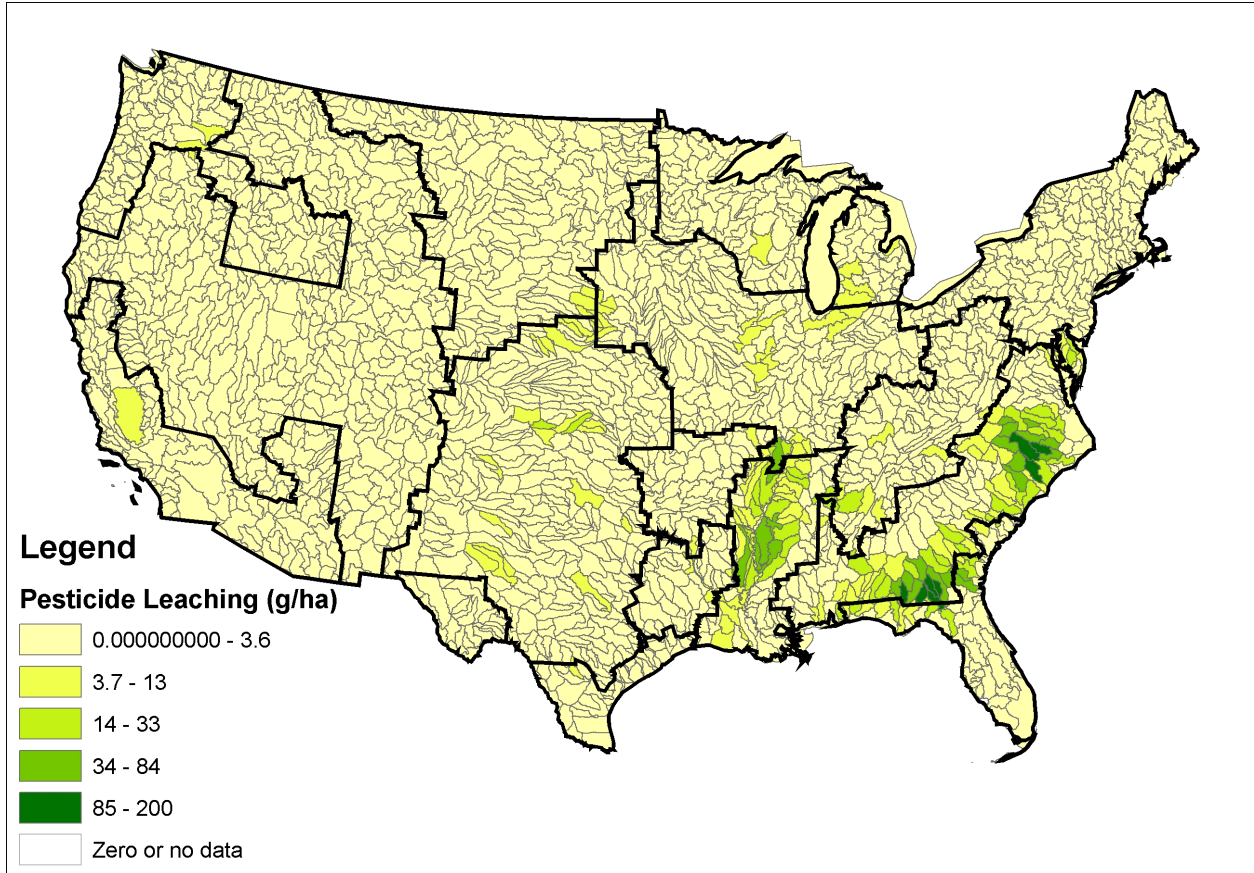 Legend
Pesticide Leaching (g/ha)
0.000000000 - 3.6
3.7 - 13
14 - 33
34 - 84
85 - 200
Zero or no data